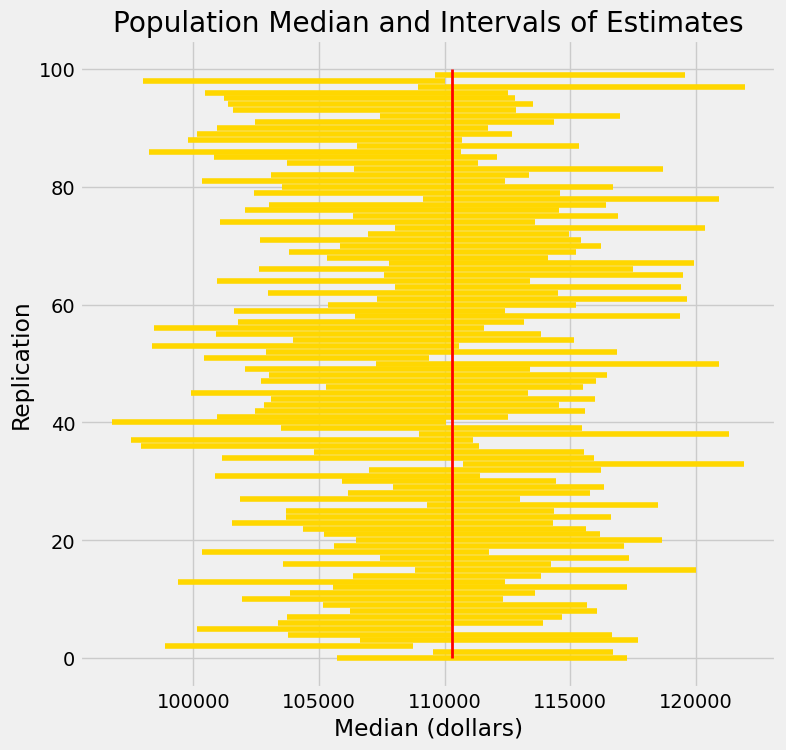 Population Median and Intervals of Estimates
100
80
60
40
20
0
Replication
100000 105000 110000 115000 120000
Median (dollars)